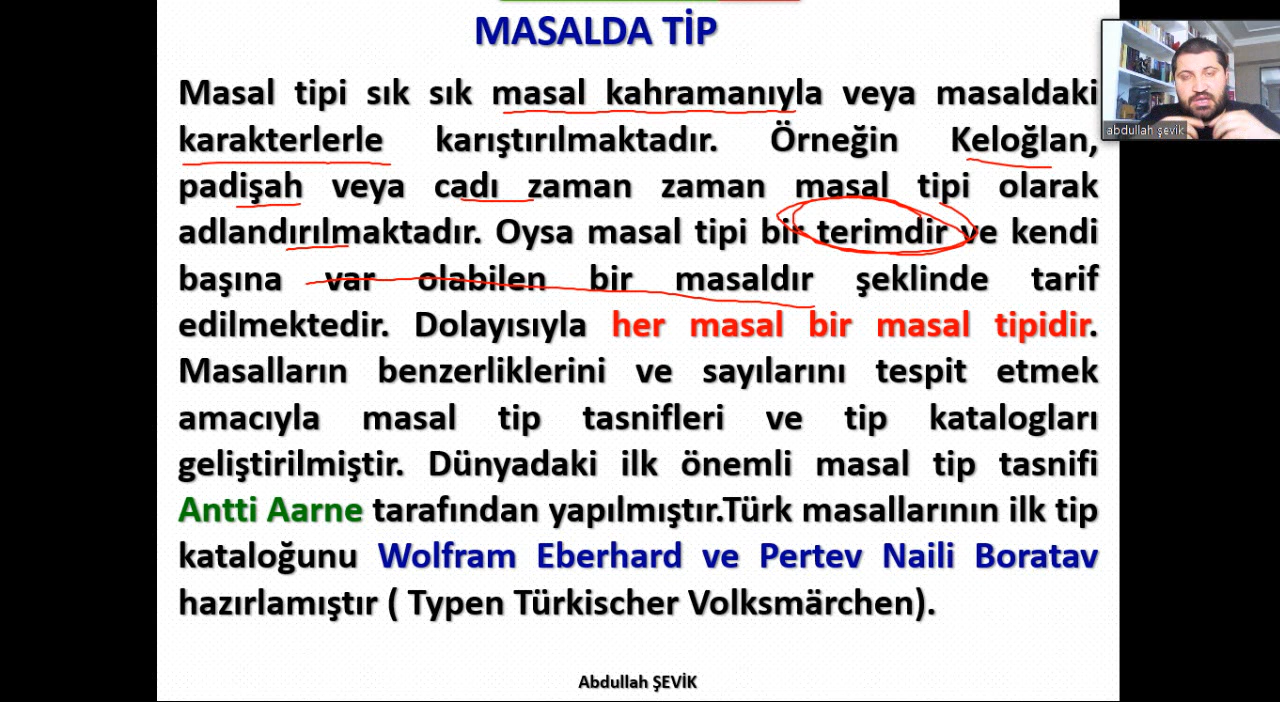 MASALDA TİP
Masal tipi sık sık masal kahramanıyla veya masaldaki
karakterlerle karıştırılmaktadır. Örneğin Keloğlan,
padişah veya cadı zaman zaman masal tipi olarak
adlandırılmaktadır. Oysa masal tipi bir terimdir ve kendi
başına var olabilen bir masaldır şeklinde tarif
edilmektedir. Dolayısıyla her masal bir masal tipidir.
Masalların benzerliklerini ve sayılarını tespit etmek
amacıyla masal tip tasnifleri ve tip katalogları
geliştirilmiştir. Dünyadaki ilk önemli masal tip tasnifi
Antti Aarne tarafından yapılmıştır.Türk masallarının ilk tip
kataloğunu Wolfram Eberhard ve Pertev Naili Boratav
hazırlamıştır ( Typen Türkischer Volksmärchen).
Abdullah ŞEVİK
abdullah şevik